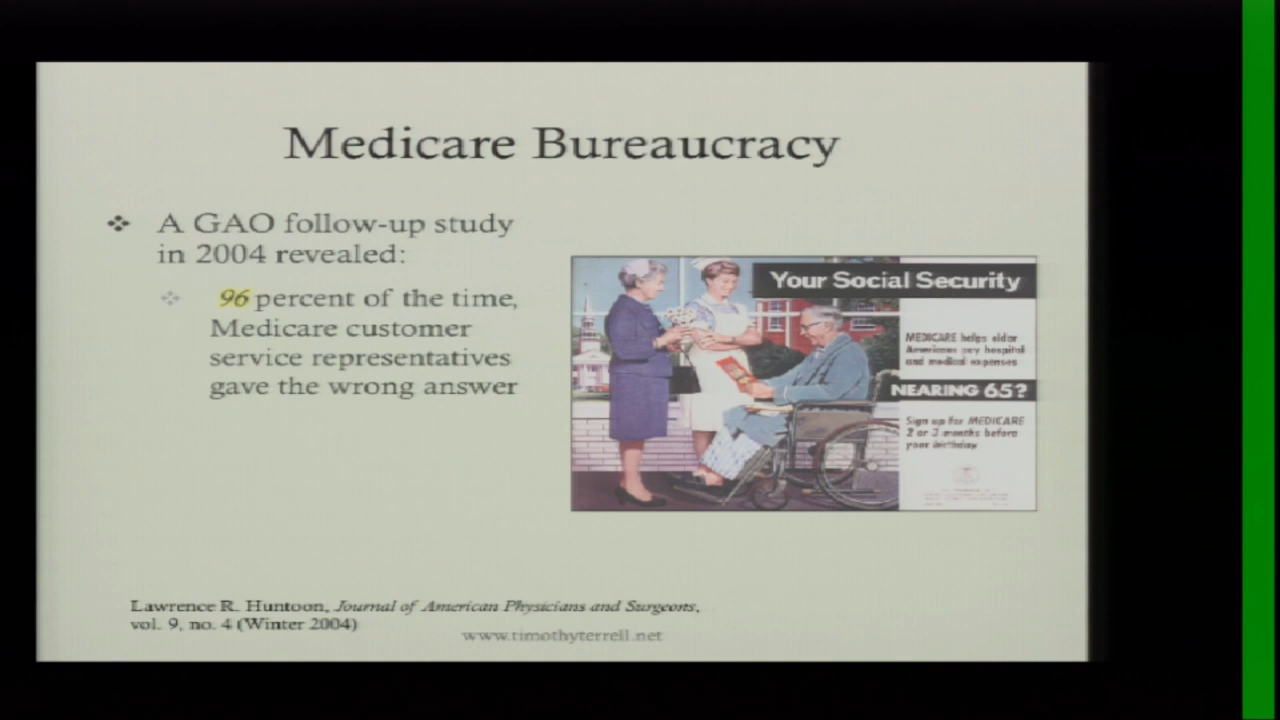 Medicare Bureaucracy
A GAO follow-up study
in 2004 revealed:
96 percent of the time,
Medicare customer
service representatives
gave the wrong answer
Your Social Security
MEDICARE helps older
Americans pay hospital
and medical expenses
NEARING 65?
Sign up for MEDICARE
2 or 3 months before
your birthday
Lawrence R. Huntoon, Journal of American Physicians and Surgeons,
vol. 9, no. 4 (Winter 2004)
www.timothyterrell.net